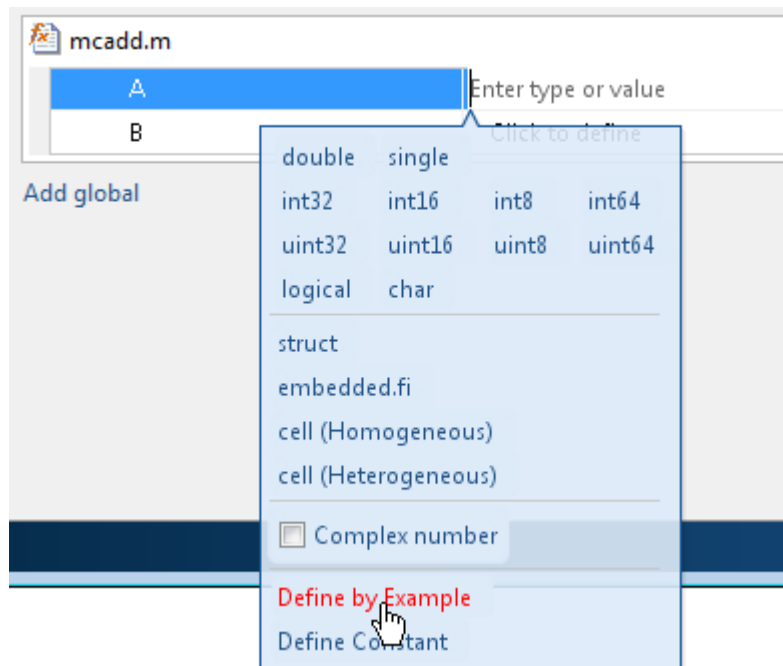 mcadd.m
A Enter type or value
B Click to define
Add global
double single
int32 int16 int8 int64
uint32 uint16 uint8 uint64
logical char
struct
embedded.fi
cell (Homogeneous)
cell (Heterogeneous)
Complex number
Define by Example
Define Constant